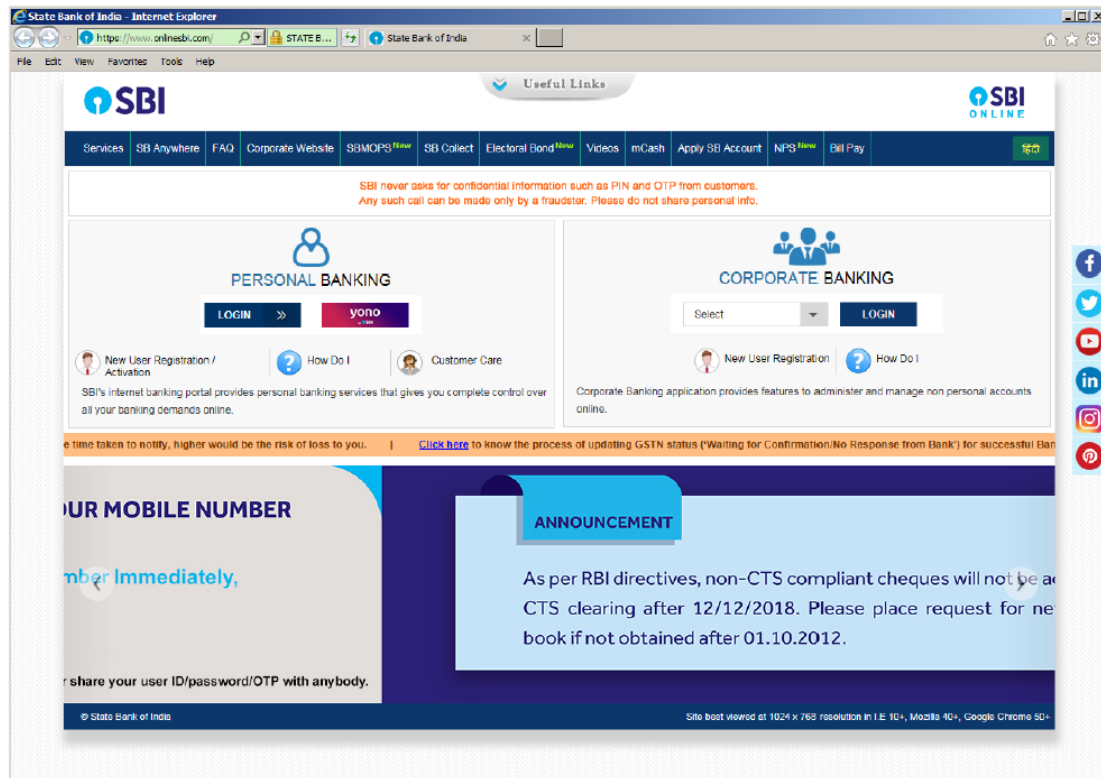 State Bank of India - Internet Explorer
https://www.onlinesbi.com/ STATE B... State Bank of India
File Edit View Favorites Tools Help
Useful Links
SBI
SBI
ONLINE
Services SB Anywhere FAQ Corporate Website SBMOPS New SB Collect Electoral Bond New Videos mCash Apply SB Account NPS New Bill Pay हिंदी
SBI never asks for confidential information such as PIN and OTP from customers.
Any such call can be made only by a fraudster. Please do not share personal info.
PERSONAL BANKING
LOGIN »
yono
by SBI
New User Registration /
Activation
How Do I
Customer Care
SBI's internet banking portal provides personal banking services that gives you complete control over
all your banking demands online.
CORPORATE BANKING
Select
LOGIN
New User Registration
How Do I
Corporate Banking application provides features to administer and manage non personal accounts
online.
e time taken to notify, higher would be the risk of loss to you. | Click here to know the process of updating GSTN status ('Waiting for Confirmation/No Response from Bank') for successful Ban
UR MOBILE NUMBER
mber Immediately,
r share your user ID/password/OTP with anybody.
ANNOUNCEMENT
As per RBI directives, non-CTS compliant cheques will not be a
CTS clearing after 12/12/2018. Please place request for ne
book if not obtained after 01.10.2012.
© State Bank of India
Site best viewed at 1024 x 768 resolution in I.E 10+, Mozilla 40+, Google Chrome 50+